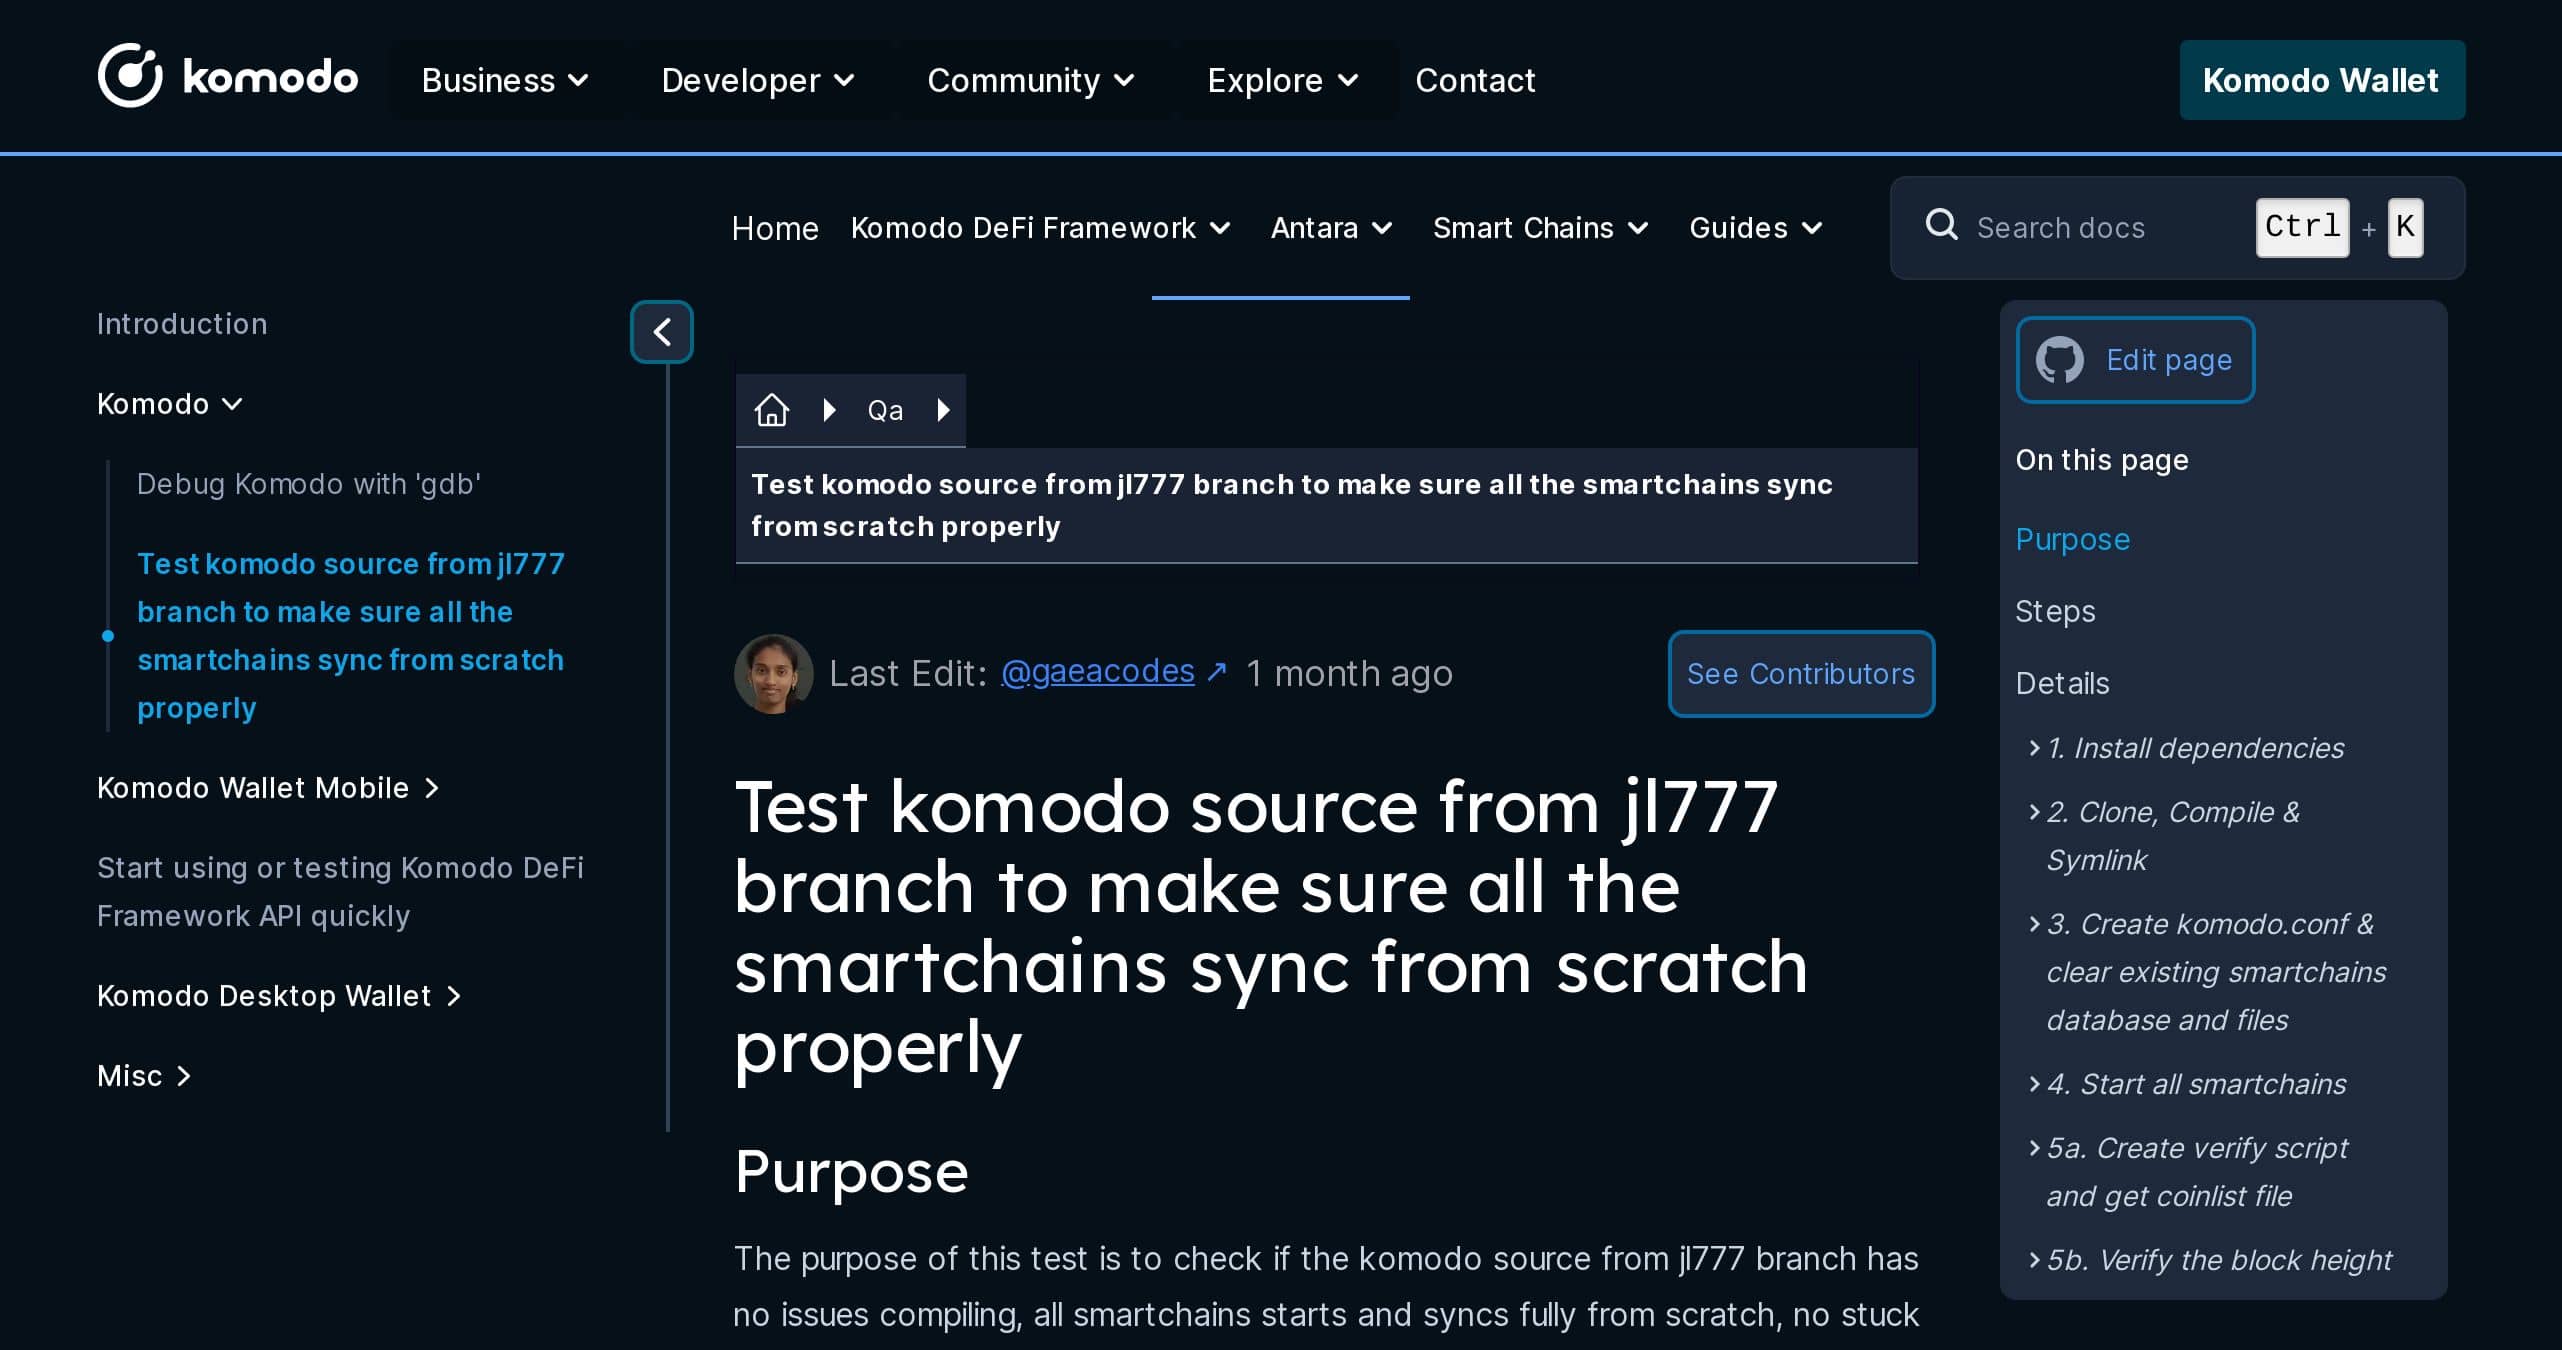 komodo
Business
Developer
Community
Explore
Contact
Komodo Wallet
Home
Komodo DeFi Framework
Antara
Smart Chains
Guides
Search docs
Ctrl + K
Introduction
Komodo
Debug Komodo with 'gdb'
Test komodo source from jl777
branch to make sure all the
smartchains sync from scratch
properly
Komodo Wallet Mobile
Start using or testing Komodo DeFi
Framework API quickly
Komodo Desktop Wallet
Misc
Qa
Test komodo source from jl777 branch to make sure all the smartchains sync
from scratch properly
Last Edit: @gaeacodes ↗ 1 month ago
See Contributors
Test komodo source from jl777
branch to make sure all the
smartchains sync from scratch
properly
Purpose
The purpose of this test is to check if the komodo source from jl777 branch has
no issues compiling, all smartchains starts and syncs fully from scratch, no stuck
Edit page
On this page
Purpose
Steps
Details
1. Install dependencies
2. Clone, Compile &
Symlink
3. Create komodo.conf &
clear existing smartchains
database and files
4. Start all smartchains
5a. Create verify script
and get coinlist file
5b. Verify the block height